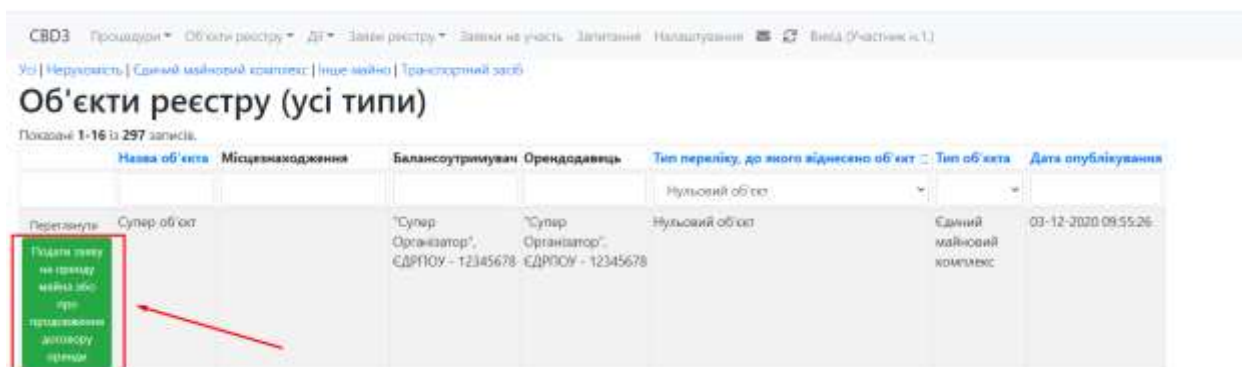 CBD3 Процедури Об'єкти реєстру Дії Заяви реєстру Заявки на участь Запитання Налаштування Вихід (Учасник н.1)
Усі | Нерухомість | Єдиний майновий комплекс | Інше майно | Транспортний засіб
Об'єкти реєстру (усі типи)
Показані 1-16 із 297 записів.
Назва об'єкта Місцезнаходження Балансоутримувач Орендодавець Тип переліку, до якого віднесено об'єкт Тип об'єкта Дата опублікування
Нульовий об'єкт
Переглянути Супер об'єкт "Супер "Супер Нульовий об'єкт Єдиний 03-12-2020 09:55:26
Подати заяву Організатор", Організатор", майновий
на оренду ЄДРПОУ - 12345678 ЄДРПОУ - 12345678 комплекс
майна або
про
продовження
договору
оренди